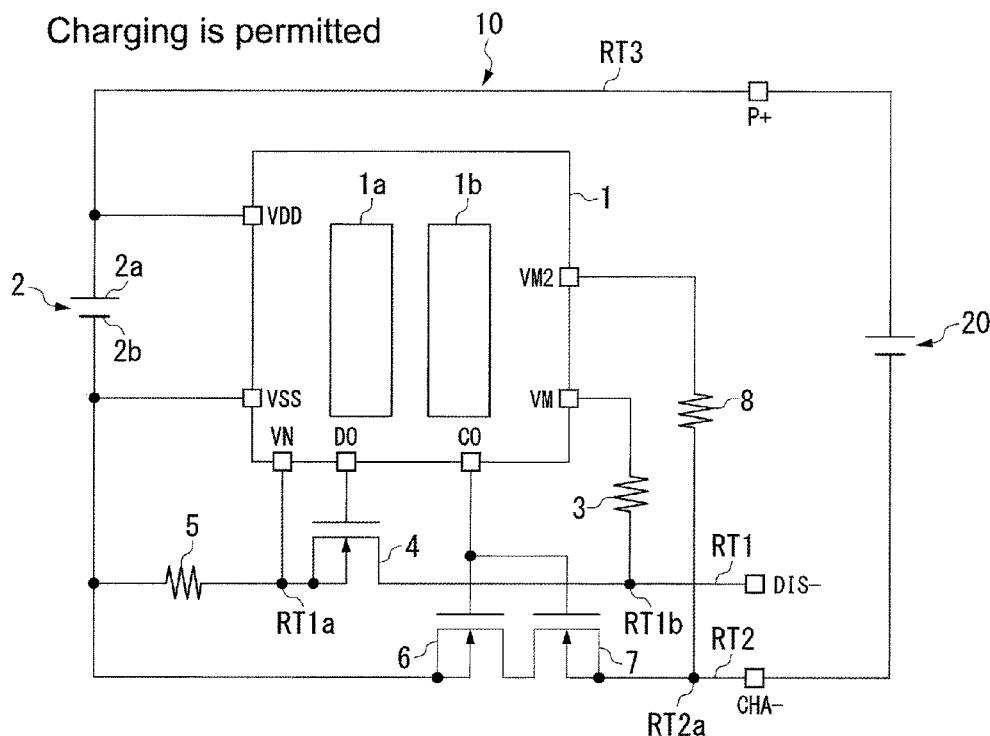 Charging is permitted
10
RT3
P+
1a
1b
1
VDD
2a
2
2b
VM2
20
VSS
VM
8
VN
DO
CO
3
5
4
RT1
DIS-
RT1a
RT1b
6
7
RT2
CHA-
RT2a